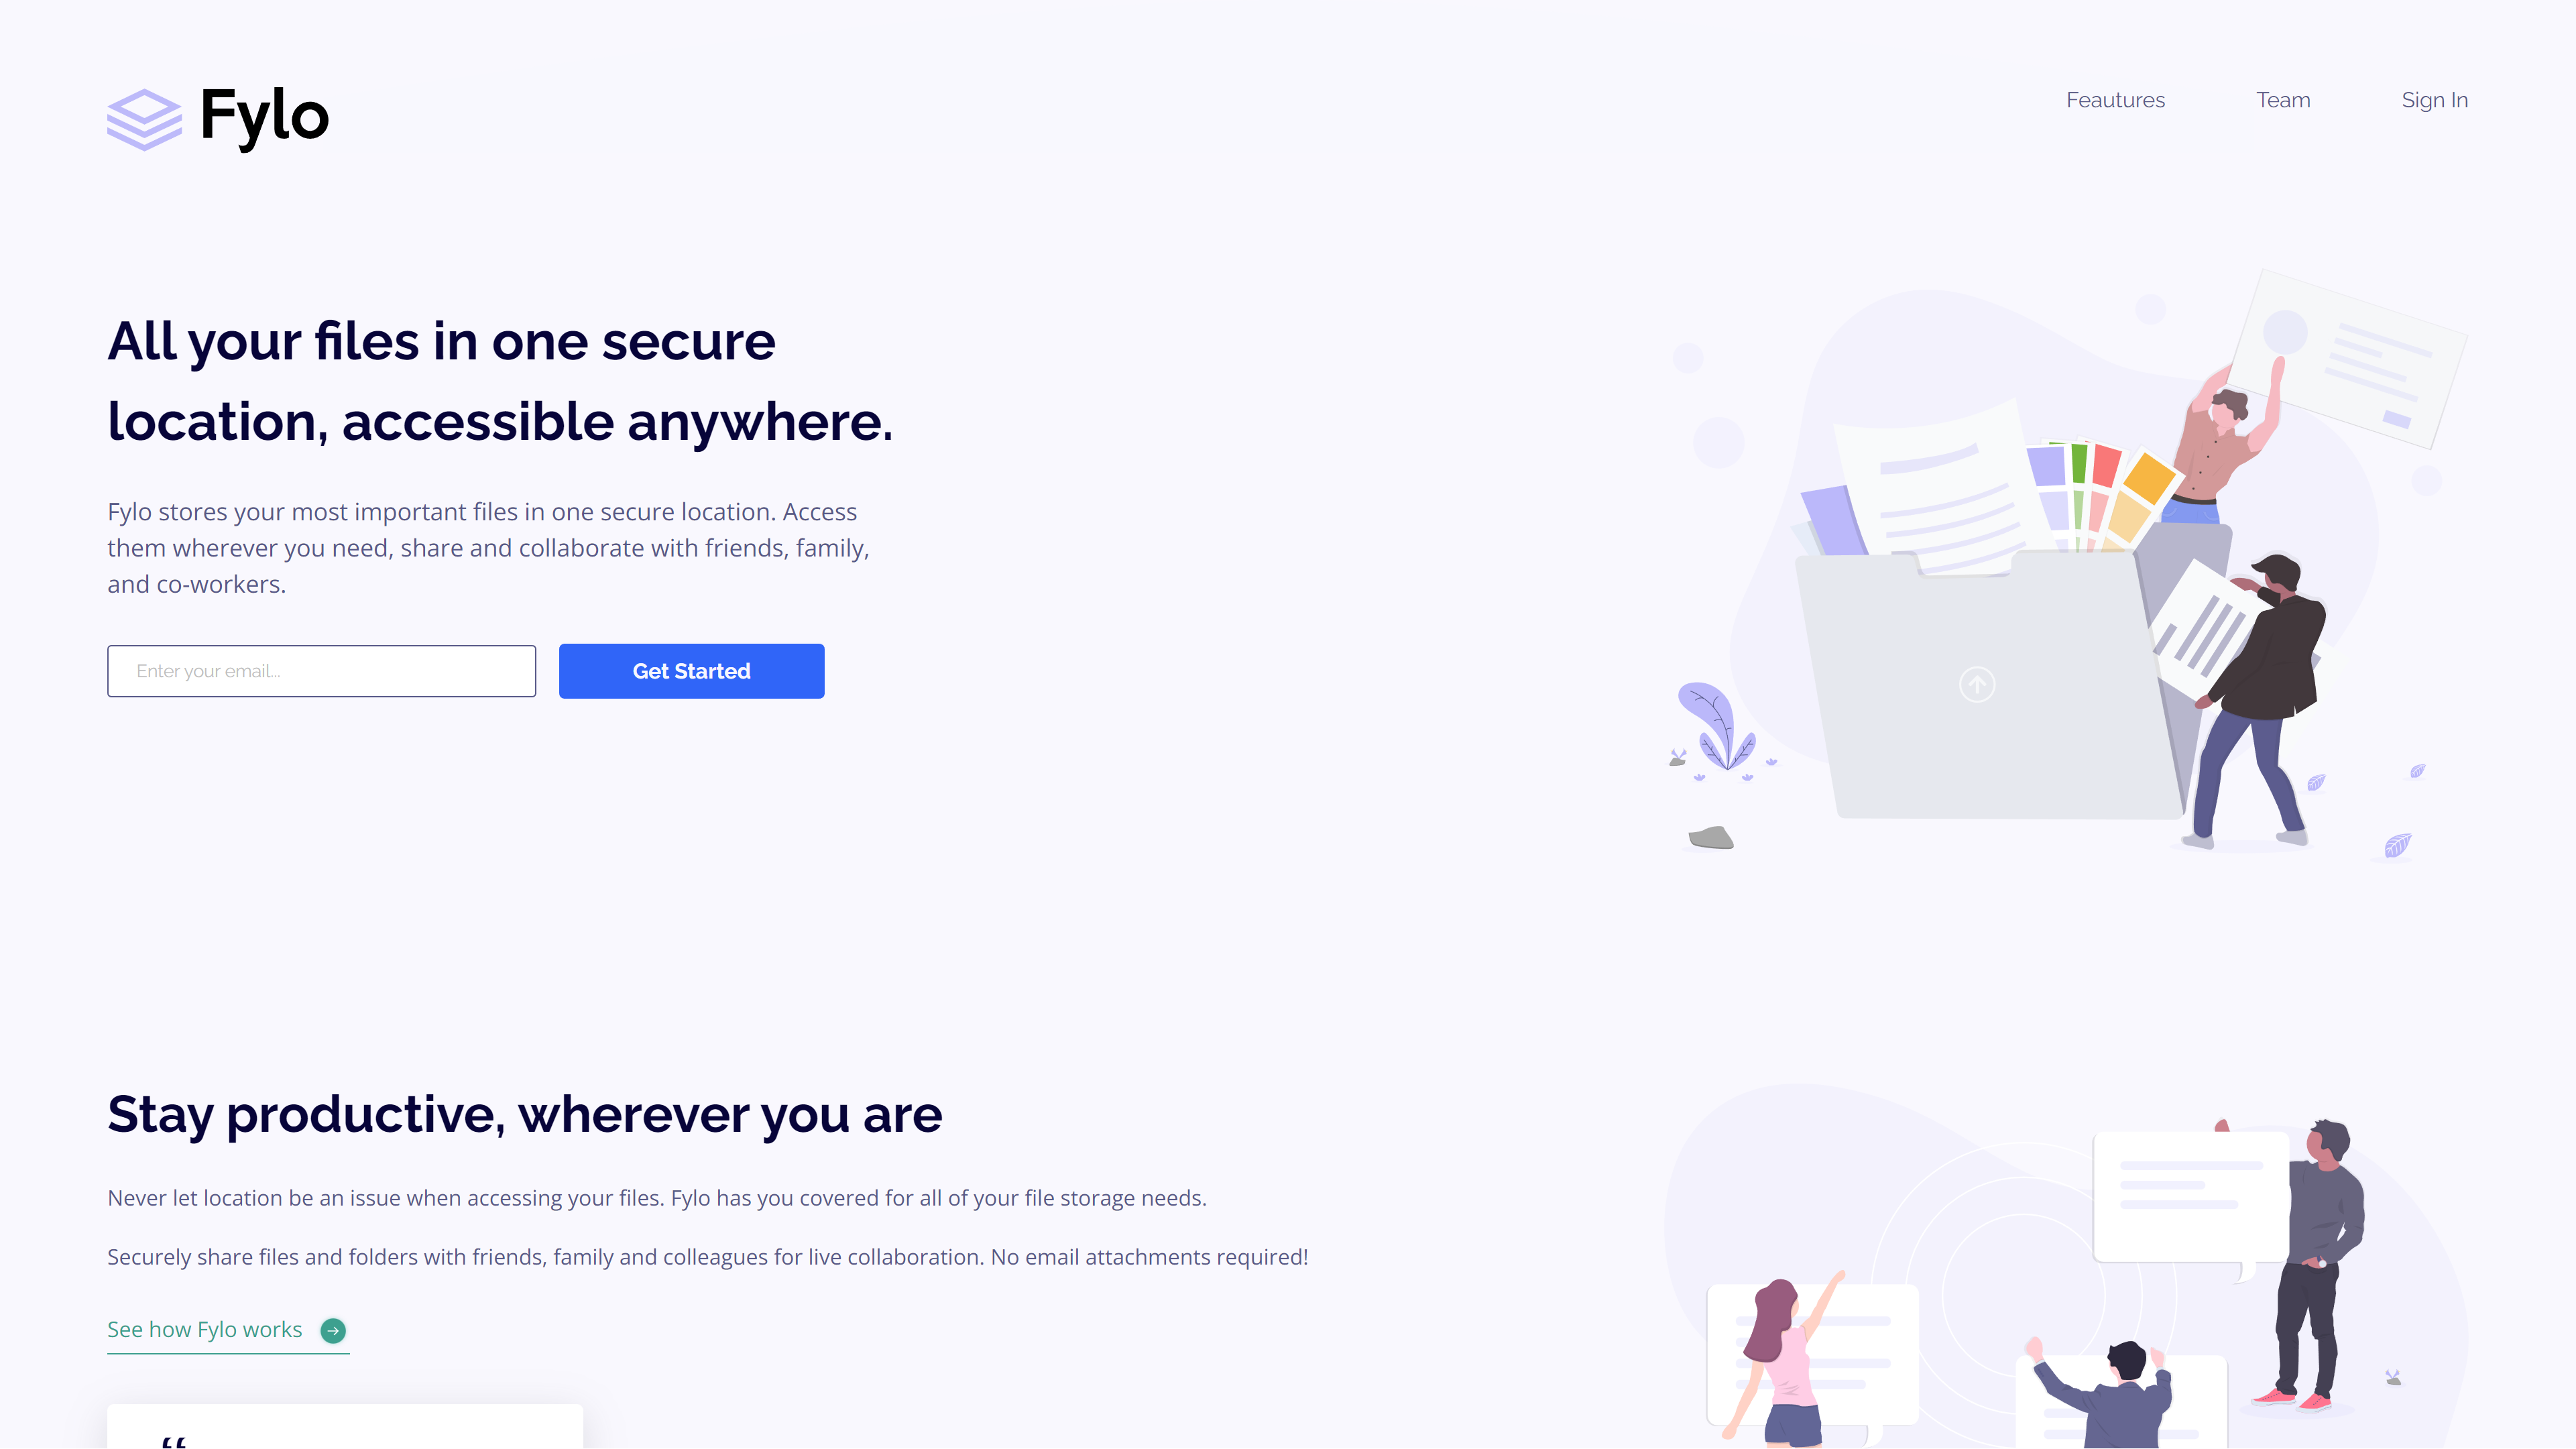 Fylo
Feautures
Team
Sign In
All your files in one secure
location, accessible anywhere.
Fylo stores your most important files in one secure location. Access
them wherever you need, share and collaborate with friends, family,
and co-workers.
Enter your email...
Get Started
Stay productive, wherever you are
Never let location be an issue when accessing your files. Fylo has you covered for all of your file storage needs.
Securely share files and folders with friends, family and colleagues for live collaboration. No email attachments required!
See how Fylo works
“